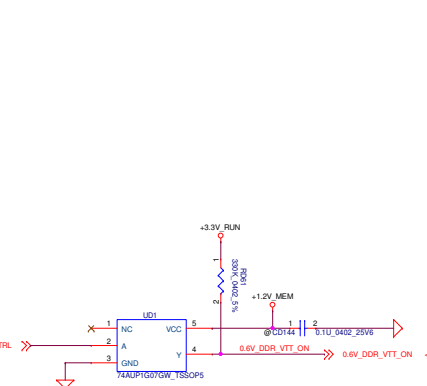 +3.3V_RUN
1
RD61
330K_0402_5%
2
+1.2V_MEM
UD1
1 NC VCC 5
@CD144 1 2 0.1U_0402_25V6
TRL 2 A
Y 4 0.6V_DDR_VTT_ON 0.6V_DDR_VTT_ON
3 GND
74AUP1G07GW_TSSOP5